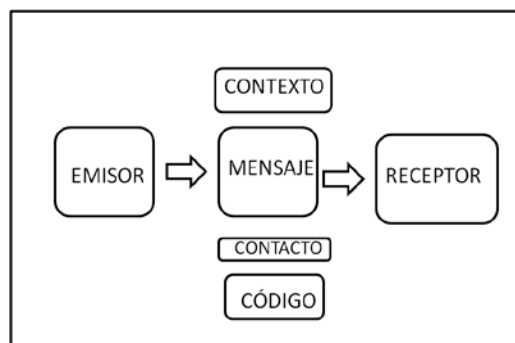 CONTEXTO
EMISOR
MENSAJE
RECEPTOR
CONTACTO
CÓDIGO